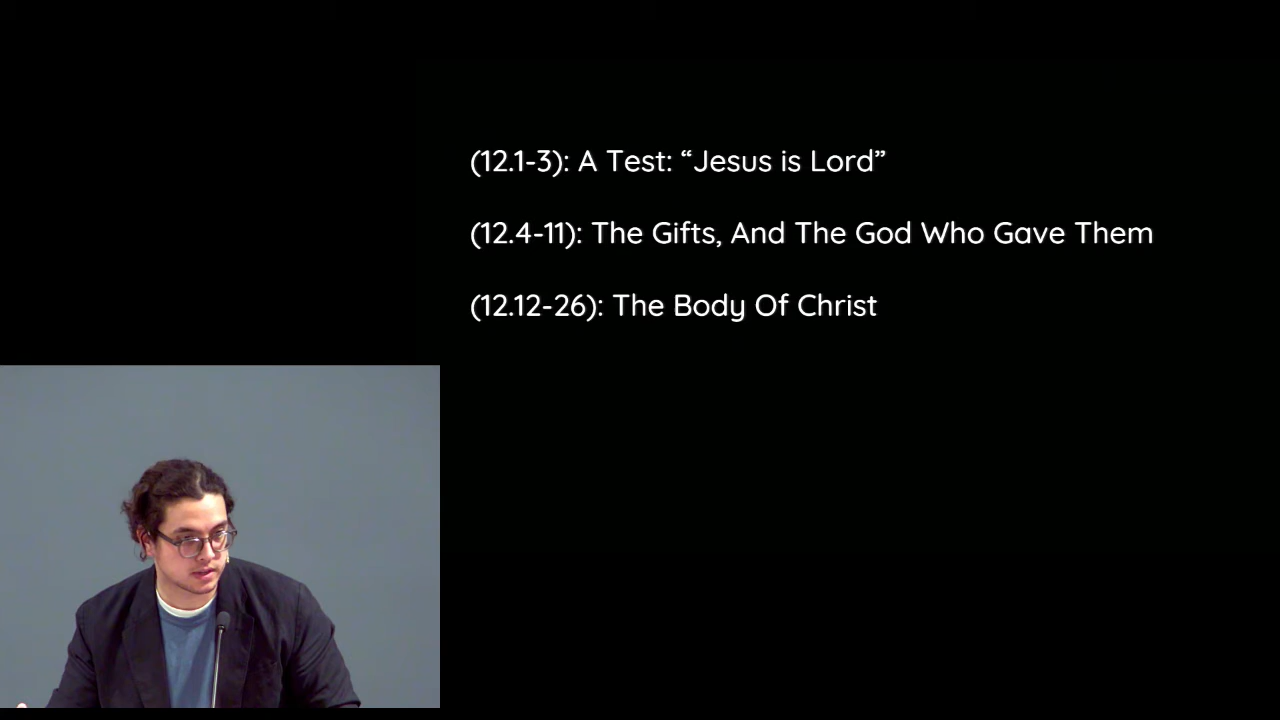 (12.1-3): A Test: “Jesus is Lord”
(12.4-11): The Gifts, And The God Who Gave Them
(12.12-26): The Body Of Christ